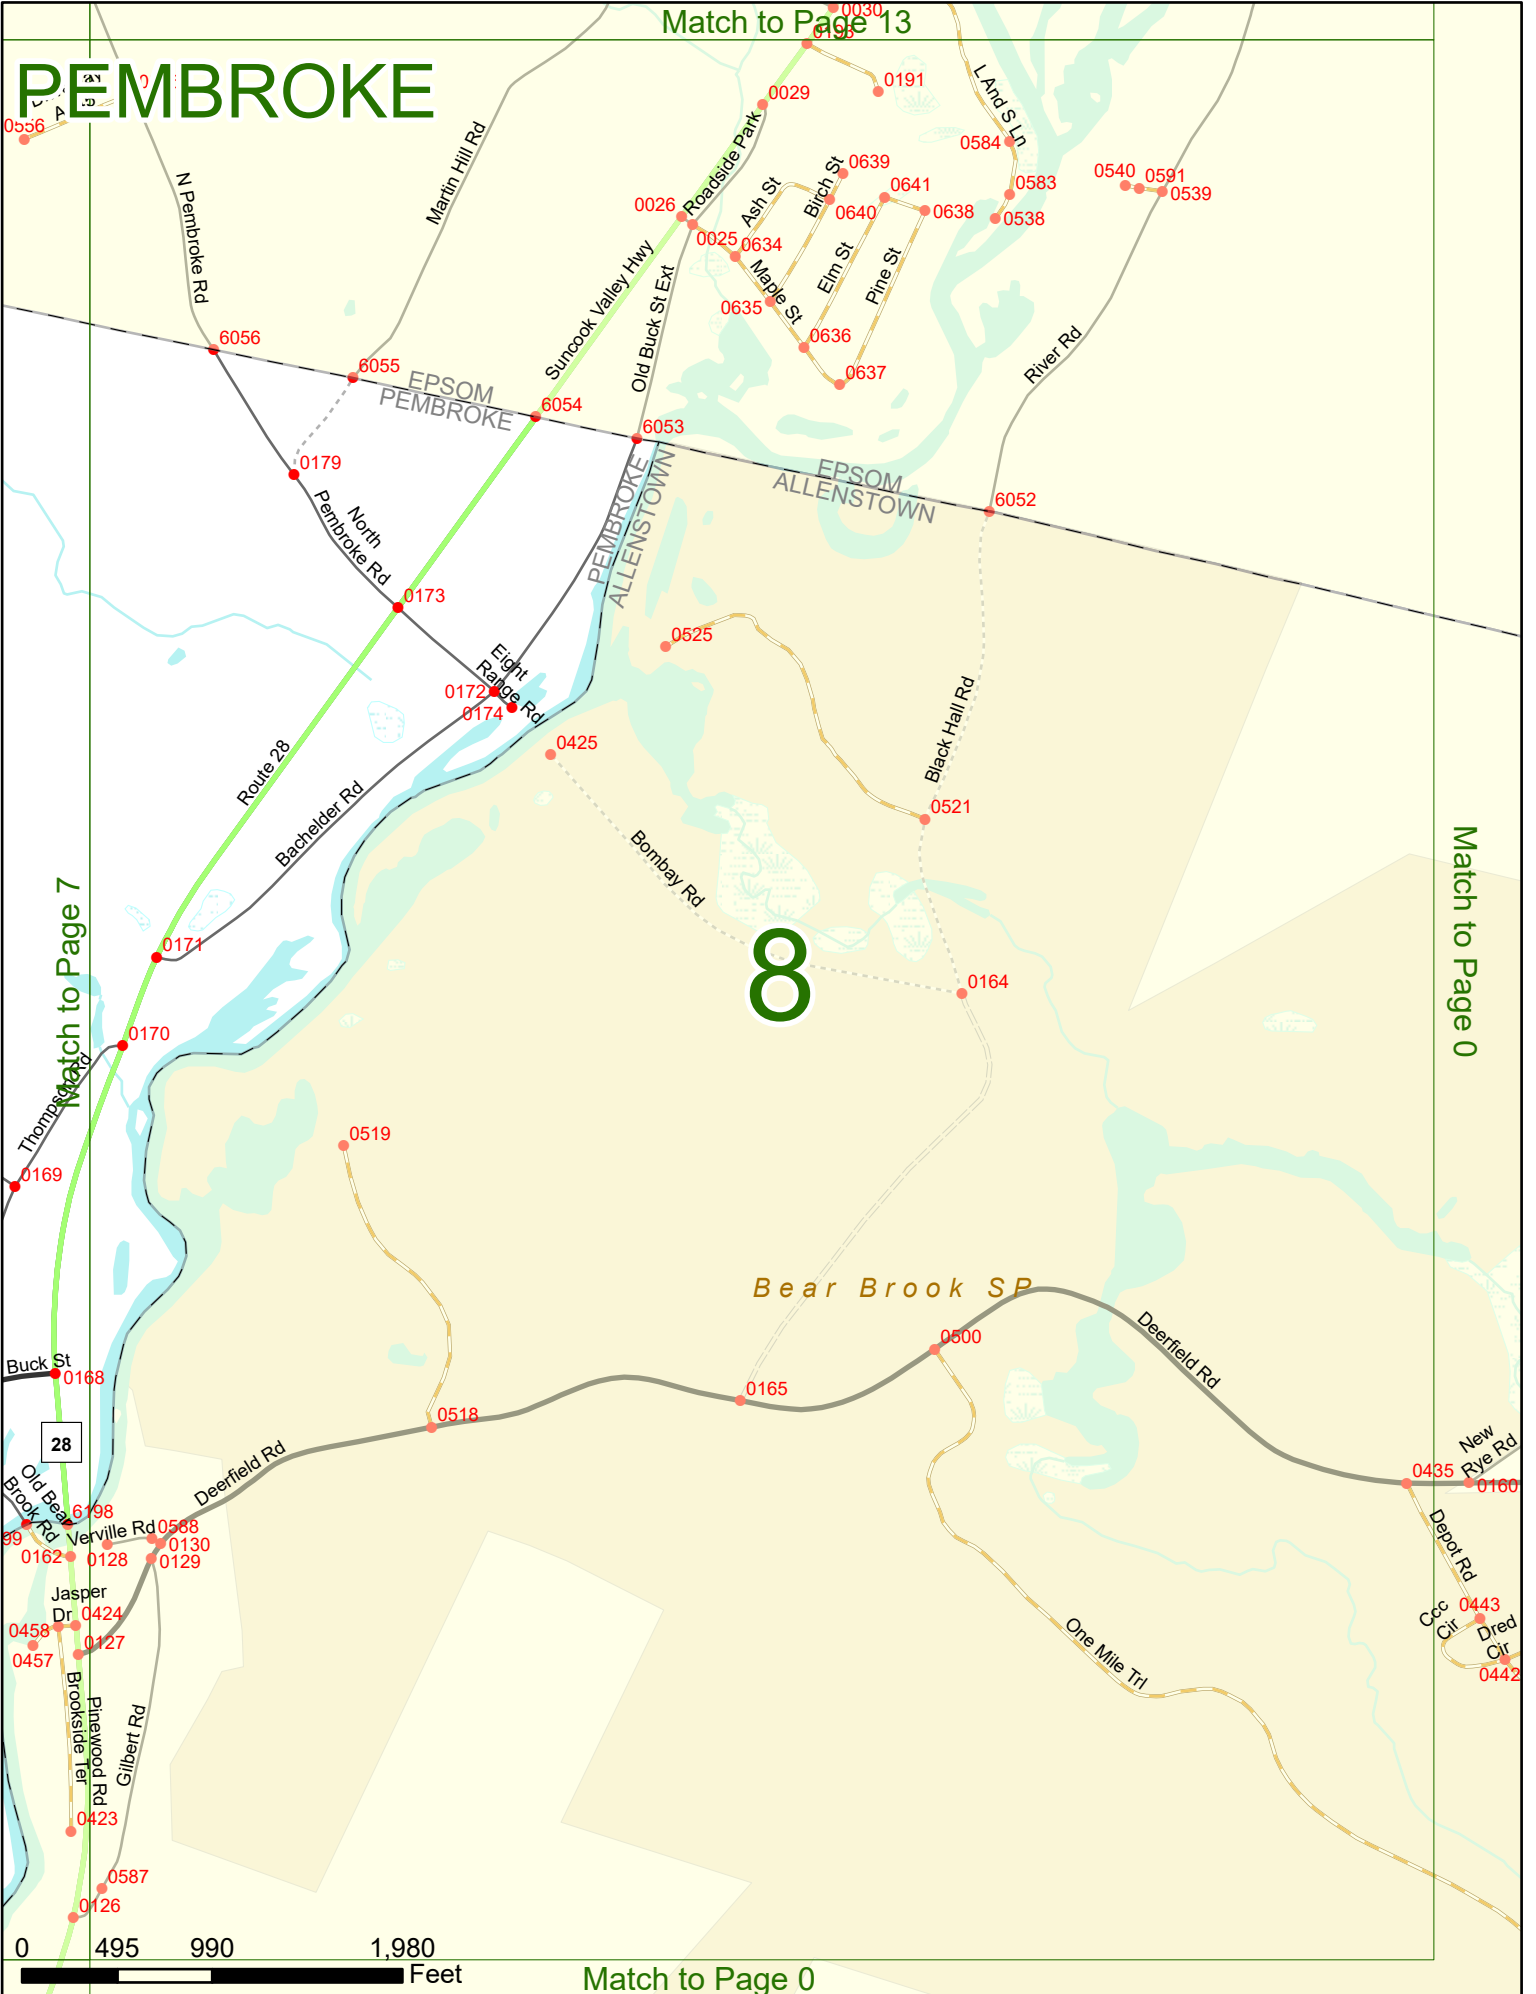 Match to Page 13
PEMBROKE
0030
0193
0191
0029
0556
L And S Ln
0584
0583
0538
0540
0591
0539
N Pembroke Rd
Martin Hill Rd
Roadside Park
0026
0025
Ash St
Birch St
0639
0640
0641
0638
0634
Maple St
Elm St
Pine St
0635
0636
0637
Suncook Valley Hwy
Old Buck St Ext
River Rd
6056
6055
EPSOM
PEMBROKE
6054
6053
EPSOM
ALLENSTOWN
6052
PEMBROKE
ALLENSTOWN
0179
North
Pembroke Rd
0173
0525
Eight
Range Rd
0172
0174
0425
Black Hall Rd
0521
Route 28
Bachelder Rd
Bombay Rd
Match to Page 7
Match to Page 0
8
0171
0164
0170
Thompson Rd
0169
0519
Bear Brook SP
0500
Deerfield Rd
Buck St
0168
0165
0518
28
Deerfield Rd
New
Rye Rd
0435
0160
Old Bear
Brook Rd
6198
99
Verville Rd
0588
0130
0162
0128
0129
Depot Rd
Jasper
Dr
0424
0458
0457
0127
Ccc
Cir
0443
Dred
Cir
0442
One Mile Trl
Brookside Ter
Pinewood Rd
Gilbert Rd
0423
0587
0126
0 495 990 1,980
Feet
Match to Page 0